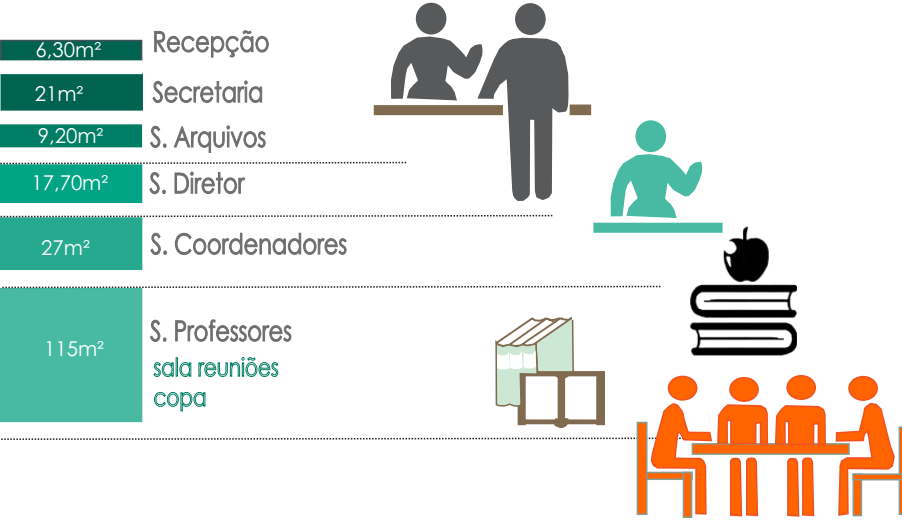 6,30m² Recepção
21m² Secretaria
9,20m² S. Arquivos
17,70m² S. Diretor
27m² S. Coordenadores
115m² S. Professores
sala reuniões
copa